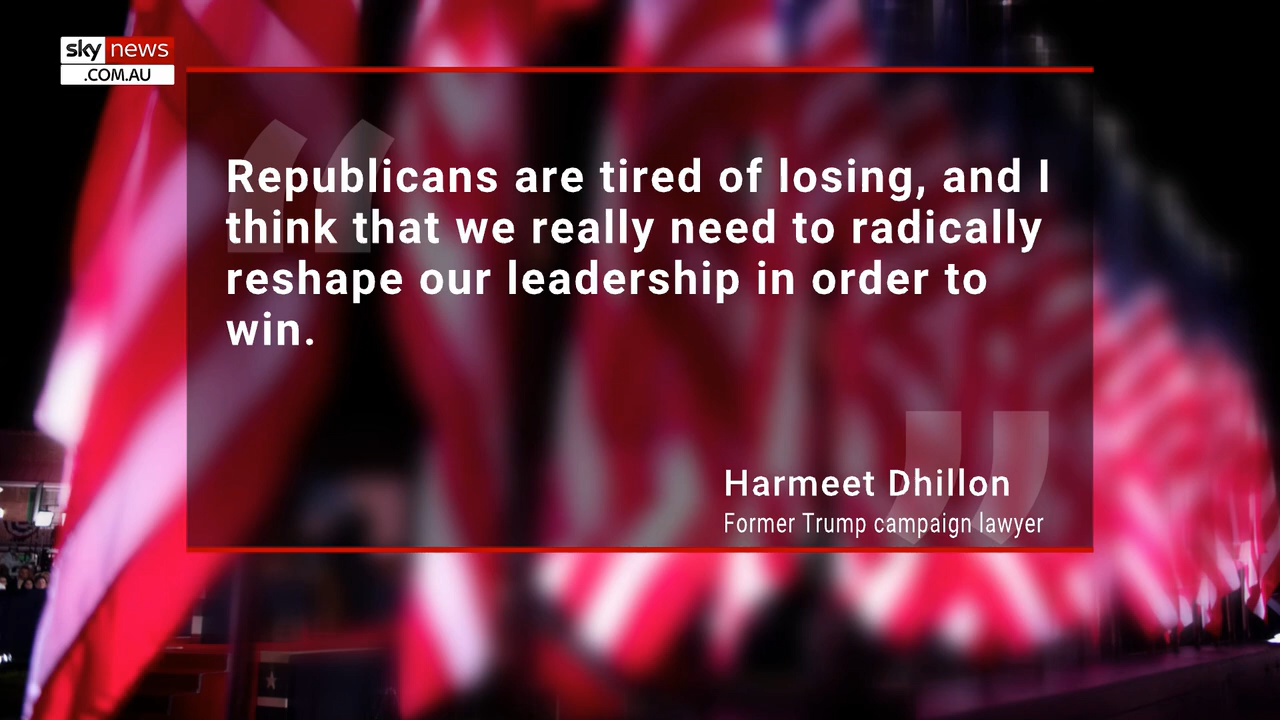 sky news
.COM.AU
Republicans are tired of losing, and I
think that we really need to radically
reshape our leadership in order to
win.
Harmeet Dhillon
Former Trump campaign lawyer